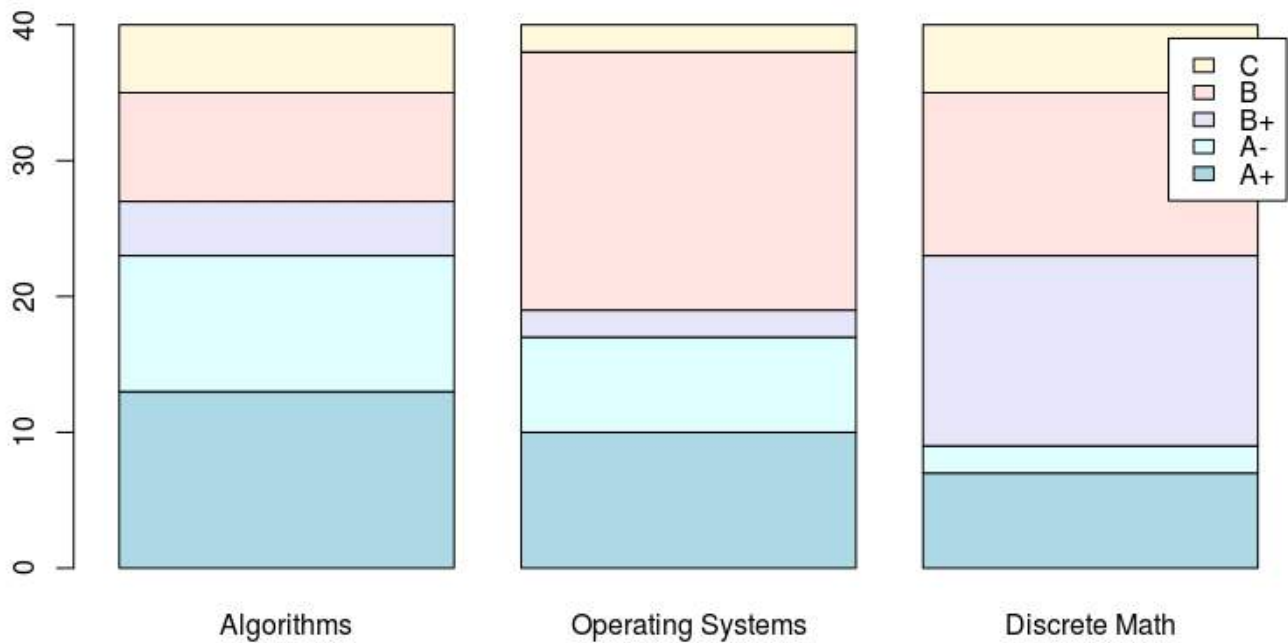 40
30
20
10
0
C
B
B+
A-
A+
Algorithms
Operating Systems
Discrete Math